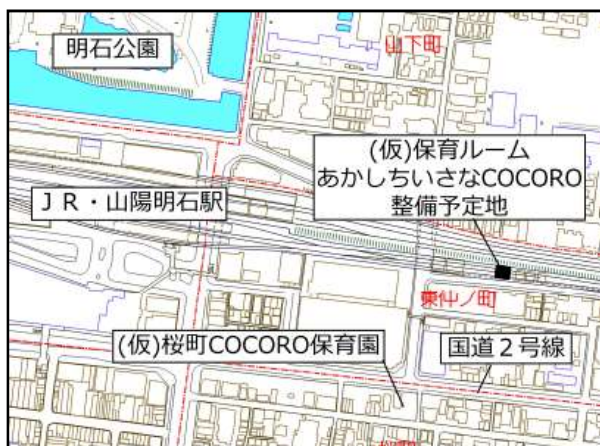 明石公園
山下町
(仮)保育ルーム
あかしちいさなCOCORO
整備予定地
JR・山陽明石駅
東仲ノ町
(仮)桜町COCORO保育園
国道2号線